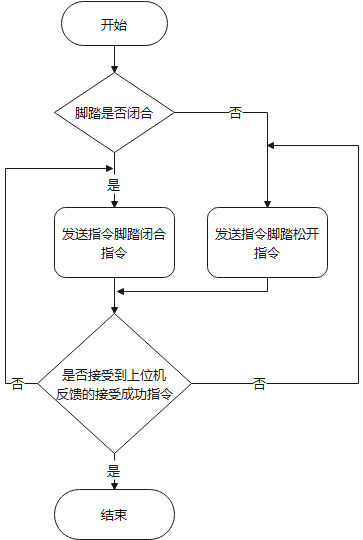 开始
脚踏是否闭合
否
是
发送指令脚踏闭合
指令
发送指令脚踏松开
指令
是否接受到上位机
反馈的接受成功指令
否
否
是
结束